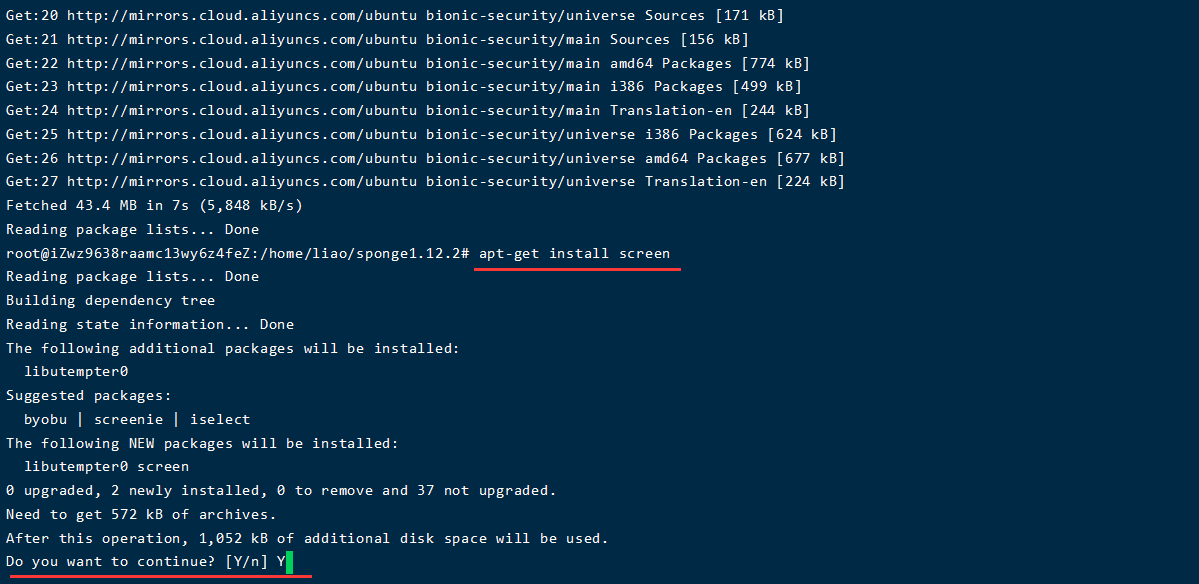 Get:20 http://mirrors.cloud.aliyuncs.com/ubuntu bionic-security/universe Sources [171 kB]
Get:21 http://mirrors.cloud.aliyuncs.com/ubuntu bionic-security/main Sources [156 kB]
Get:22 http://mirrors.cloud.aliyuncs.com/ubuntu bionic-security/main amd64 Packages [774 kB]
Get:23 http://mirrors.cloud.aliyuncs.com/ubuntu bionic-security/main i386 Packages [499 kB]
Get:24 http://mirrors.cloud.aliyuncs.com/ubuntu bionic-security/main Translation-en [244 kB]
Get:25 http://mirrors.cloud.aliyuncs.com/ubuntu bionic-security/universe i386 Packages [624 kB]
Get:26 http://mirrors.cloud.aliyuncs.com/ubuntu bionic-security/universe amd64 Packages [677 kB]
Get:27 http://mirrors.cloud.aliyuncs.com/ubuntu bionic-security/universe Translation-en [224 kB]
Fetched 43.4 MB in 7s (5,848 kB/s)
Reading package lists... Done
root@iZwz9638raamc13wy6z4feZ:/home/liao/sponge1.12.2# apt-get install screen
Reading package lists... Done
Building dependency tree
Reading state information... Done
The following additional packages will be installed:
  libutempter0
Suggested packages:
  byobu | screenie | iselect
The following NEW packages will be installed:
  libutempter0 screen
0 upgraded, 2 newly installed, 0 to remove and 37 not upgraded.
Need to get 572 kB of archives.
After this operation, 1,052 kB of additional disk space will be used.
Do you want to continue? [Y/n] Y